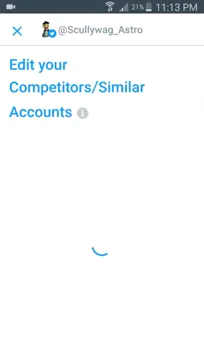 21% 11:13 PM
@Scullywag_Astro
Edit your
Competitors/Similar
Accounts